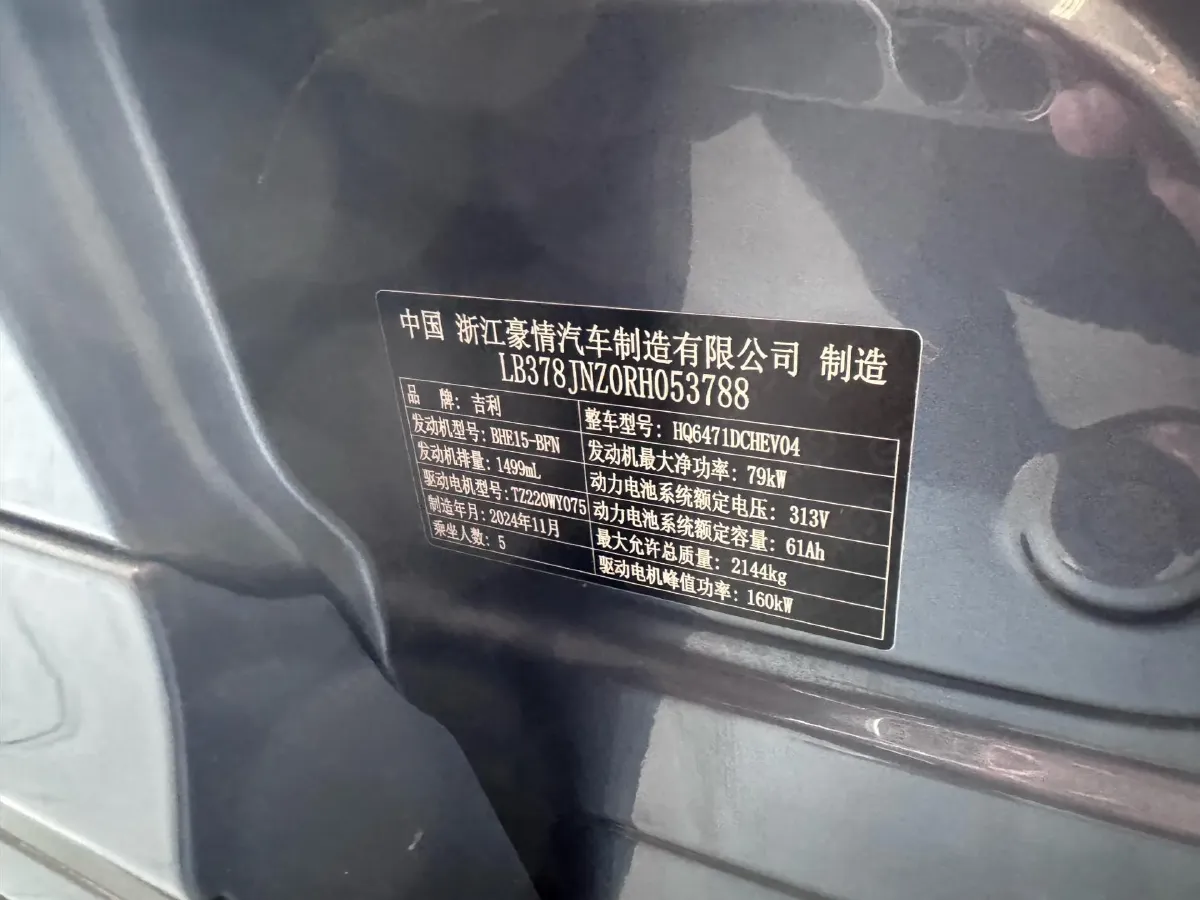 中国 浙江豪情汽车制造有限公司 制造
LB378JNZ0RH053788
品 牌: 吉利
整车型号: HQ6471DCHEV04
发动机型号: BHE15-BFN
发动机最大净功率: 79kW
发动机排量: 1499mL
动力电池系统额定电压: 313V
驱动电机型号: TZ220WY075
动力电池系统额定容量: 61Ah
制造年月: 2024年11月
最大允许总质量: 2144kg
乘坐人数: 5
驱动电机峰值功率: 160kW